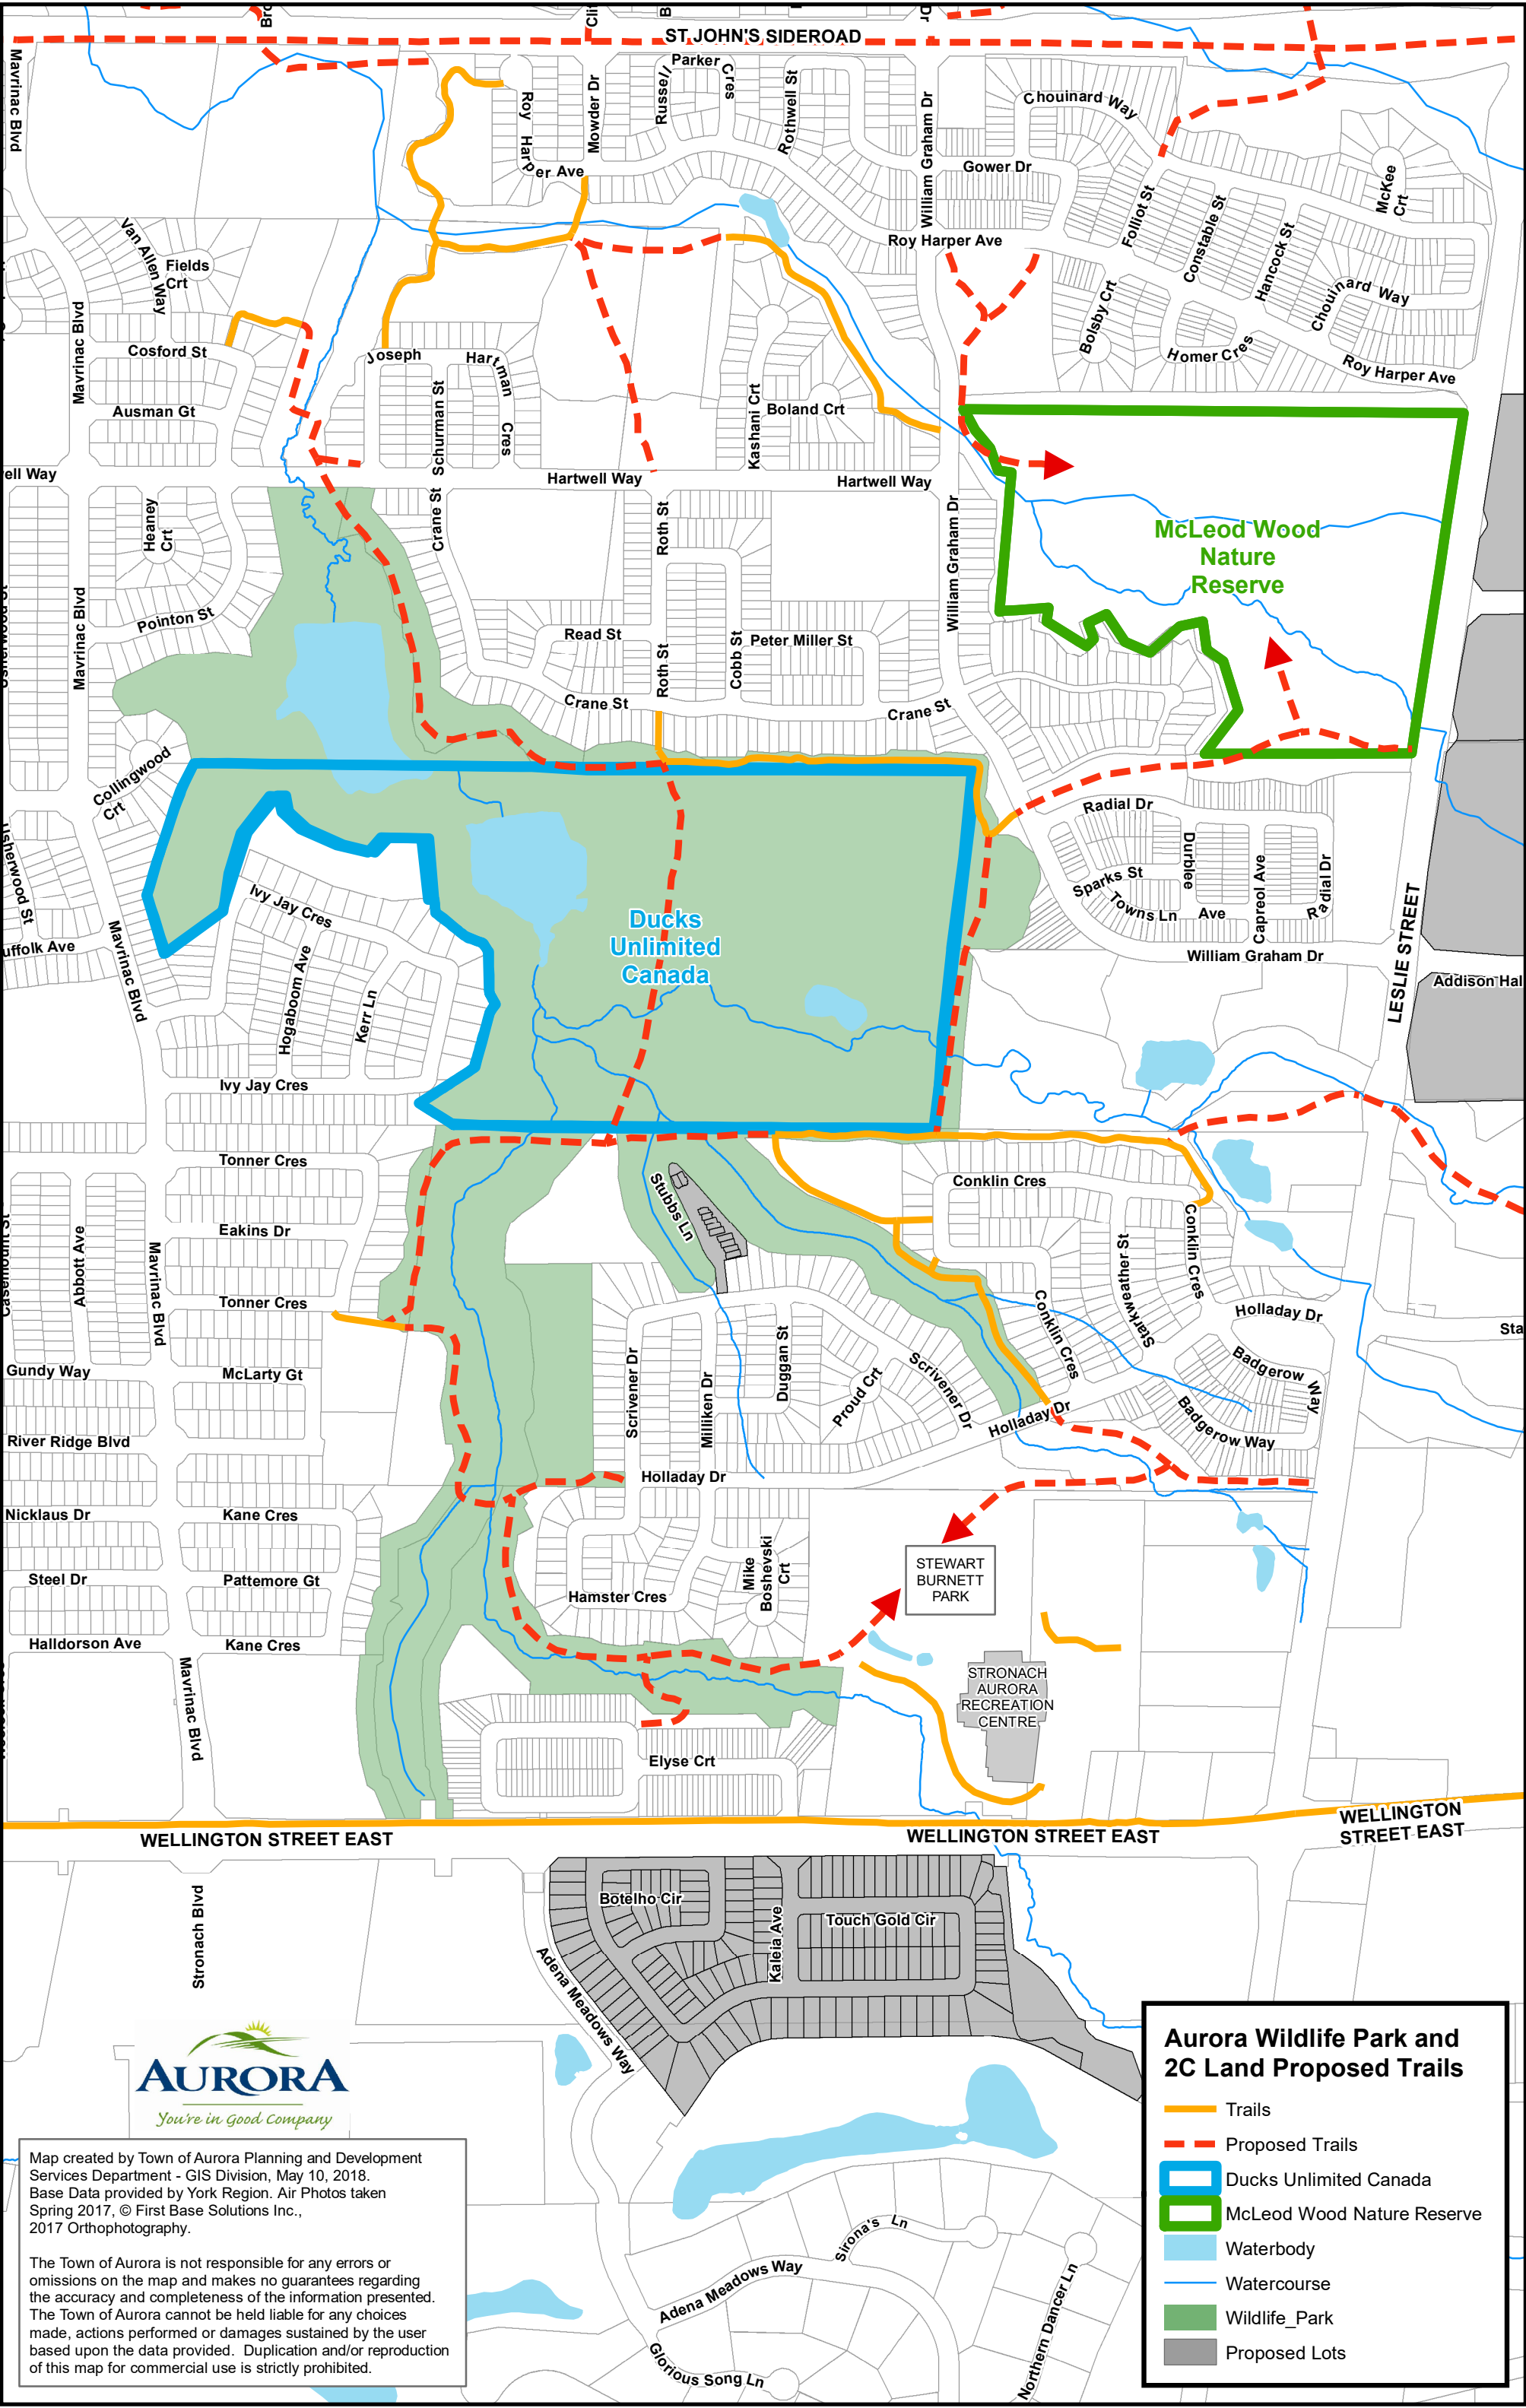 Bro
Clif
B
Dr
ST JOHN'S SIDEROAD
Mavrinac Blvd
Roy Harper Ave
Mowder Dr
Russell
Parker Cres
Rothwell St
William Graham Dr
Chouinard Way
Gower Dr
McKee Crt
Folliot St
Constable St
Hancock St
Chouinard Way
Roy Harper Ave
Bolsby Crt
Homer Cres
Roy Harper Ave
Van Allen Way
Fields
Crt
Mavrinac Blvd
Cosford St
Ausman Gt
Joseph Hartman Cres
Schurman St
Kashani Crt
Boland Crt
ell Way
Hartwell Way
Hartwell Way
Heaney
Crt
Crane St
Roth St
William Graham Dr
McLeod Wood
Nature
Reserve
Mavrinac Blvd
Pointon St
Read St
Roth St
Cobb St
Peter Miller St
Crane St
Crane St
Collingwood
Crt
Usherwood St
Radial Dr
Durblee
Ave
Sparks St
Towns Ln
Capreol Ave
Radial Dr
William Graham Dr
LESLIE STREET
Addison Hal
Ivy Jay Cres
uffolk Ave
Mavrinac Blvd
Hogaboom Ave
Kerr Ln
Ivy Jay Cres
Ducks
Unlimited
Canada
Tonner Cres
Eakins Dr
Tonner Cres
Casemount St
Abbott Ave
Mavrinac Blvd
Stubbs Ln
Conklin Cres
Conklin Cres
Starkweather St
Conklin Cres
Holladay Dr
Sta
Badgerow Way
Badgerow Way
Gundy Way
McLarty Gt
Scrivener Dr
Milliken Dr
Duggan St
Proud Crt
Scrivener Dr
Holladay Dr
River Ridge Blvd
Holladay Dr
Nicklaus Dr
Kane Cres
Steel Dr
Pattemore Gt
Hamster Cres
Mike
Boshevski
Crt
STEWART
BURNETT
PARK
Halldorson Ave
Kane Cres
Mavrinac Blvd
STRONACH
AURORA
RECREATION
CENTRE
Elyse Crt
WELLINGTON STREET EAST
WELLINGTON STREET EAST
WELLINGTON
STREET EAST
Stronach Blvd
Botelho Cir
Kaleia Ave
Touch Gold Cir
Adena Meadows Way
AURORA
You're in Good Company
Map created by Town of Aurora Planning and Development
Services Department - GIS Division, May 10, 2018.
Base Data provided by York Region. Air Photos taken
Spring 2017, © First Base Solutions Inc.,
2017 Orthophotography.
The Town of Aurora is not responsible for any errors or
omissions on the map and makes no guarantees regarding
the accuracy and completeness of the information presented.
The Town of Aurora cannot be held liable for any choices
made, actions performed or damages sustained by the user
based upon the data provided. Duplication and/or reproduction
of this map for commercial use is strictly prohibited.
Sirona's Ln
Adena Meadows Way
Glorious Song Ln
Northern Dancer Ln
Aurora Wildlife Park and
2C Land Proposed Trails
Trails
Proposed Trails
Ducks Unlimited Canada
McLeod Wood Nature Reserve
Waterbody
Watercourse
Wildlife_Park
Proposed Lots